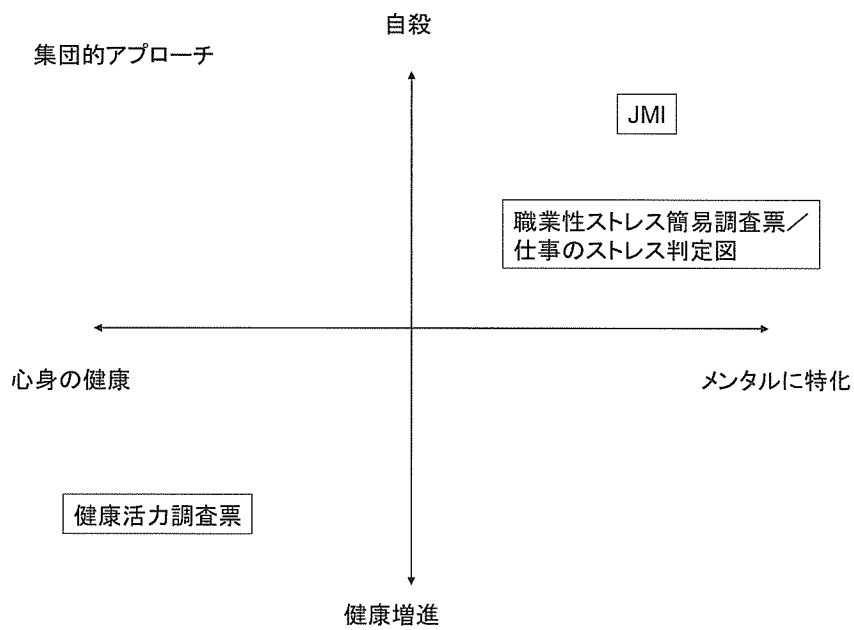 自殺
集団的アプローチ
JMI
職業性ストレス簡易調査票／
仕事のストレス判定図
心身の健康
メンタルに特化
健康活力調査票
健康増進